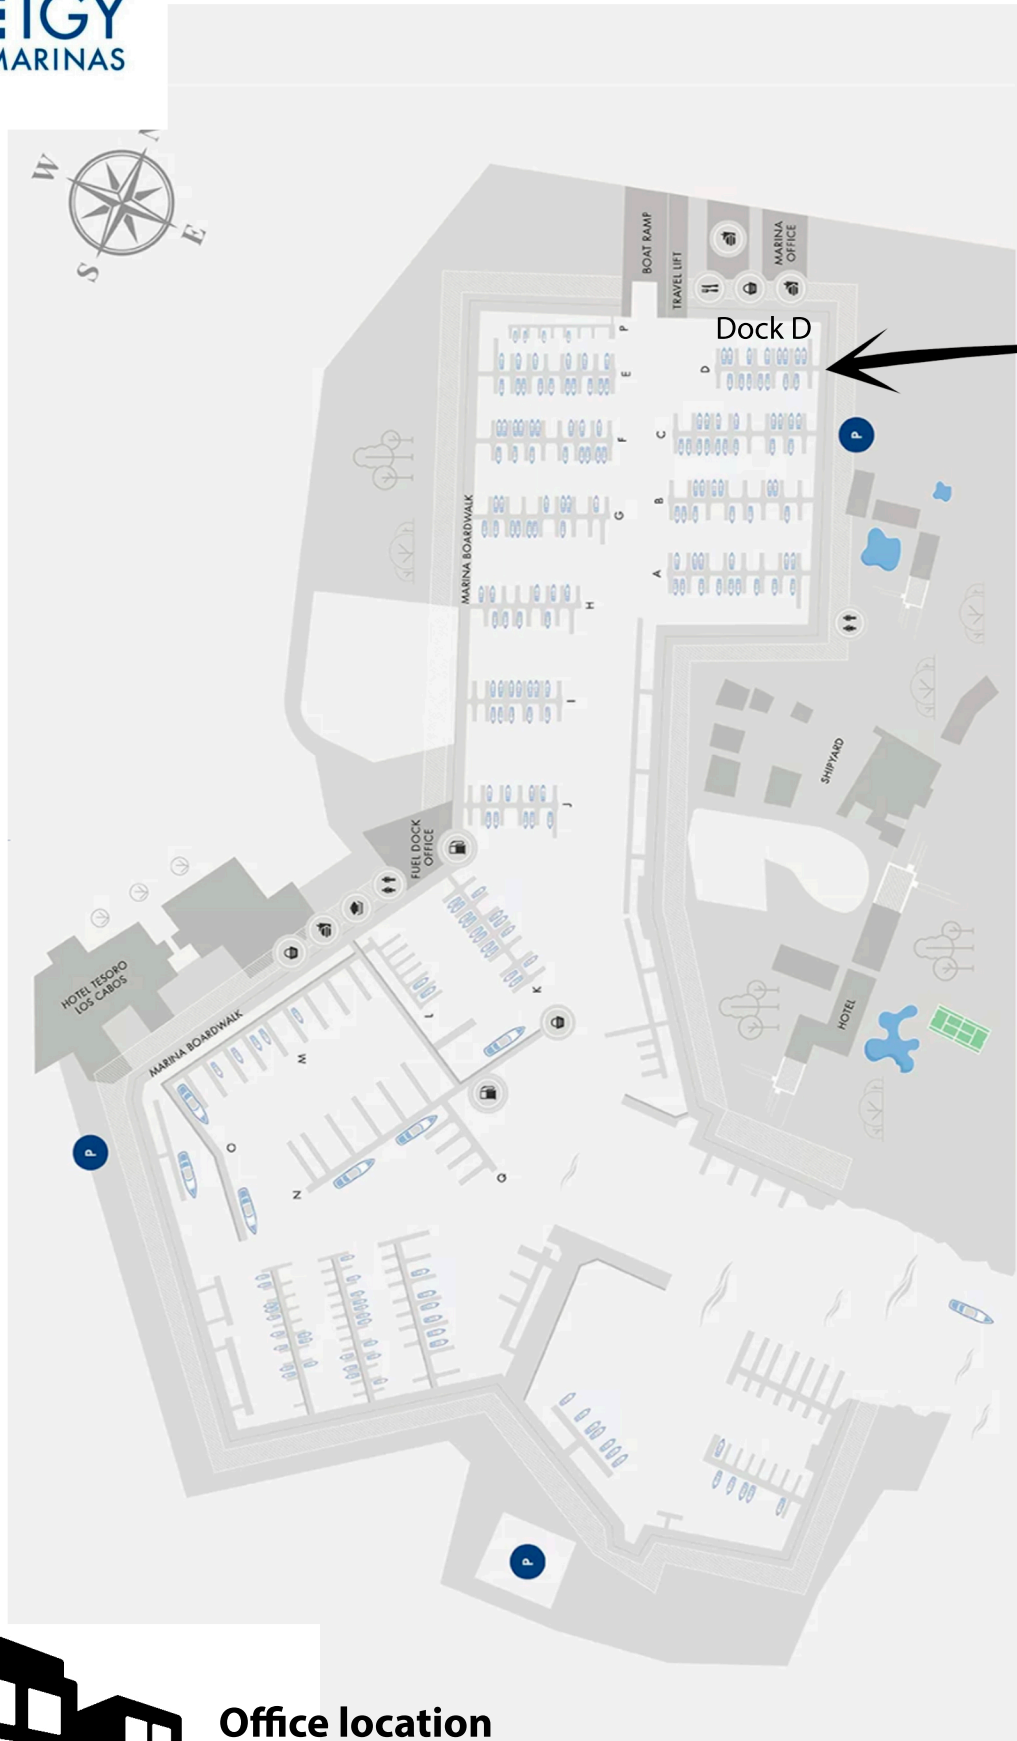 EIGY
MARINAS
N
W
E
S
BOAT RAMP
TRAVEL LIFT
MARINA
OFFICE
Dock D
P
E
D
F
C
P
MARINA BOARDWALK
G
B
A
H
I
SHIPYARD
J
FUEL DOCK
OFFICE
HOTEL TESORO
LOS CABOS
K
L
HOTEL
MARINA BOARDWALK
M
O
P
N
Q
P
Office location